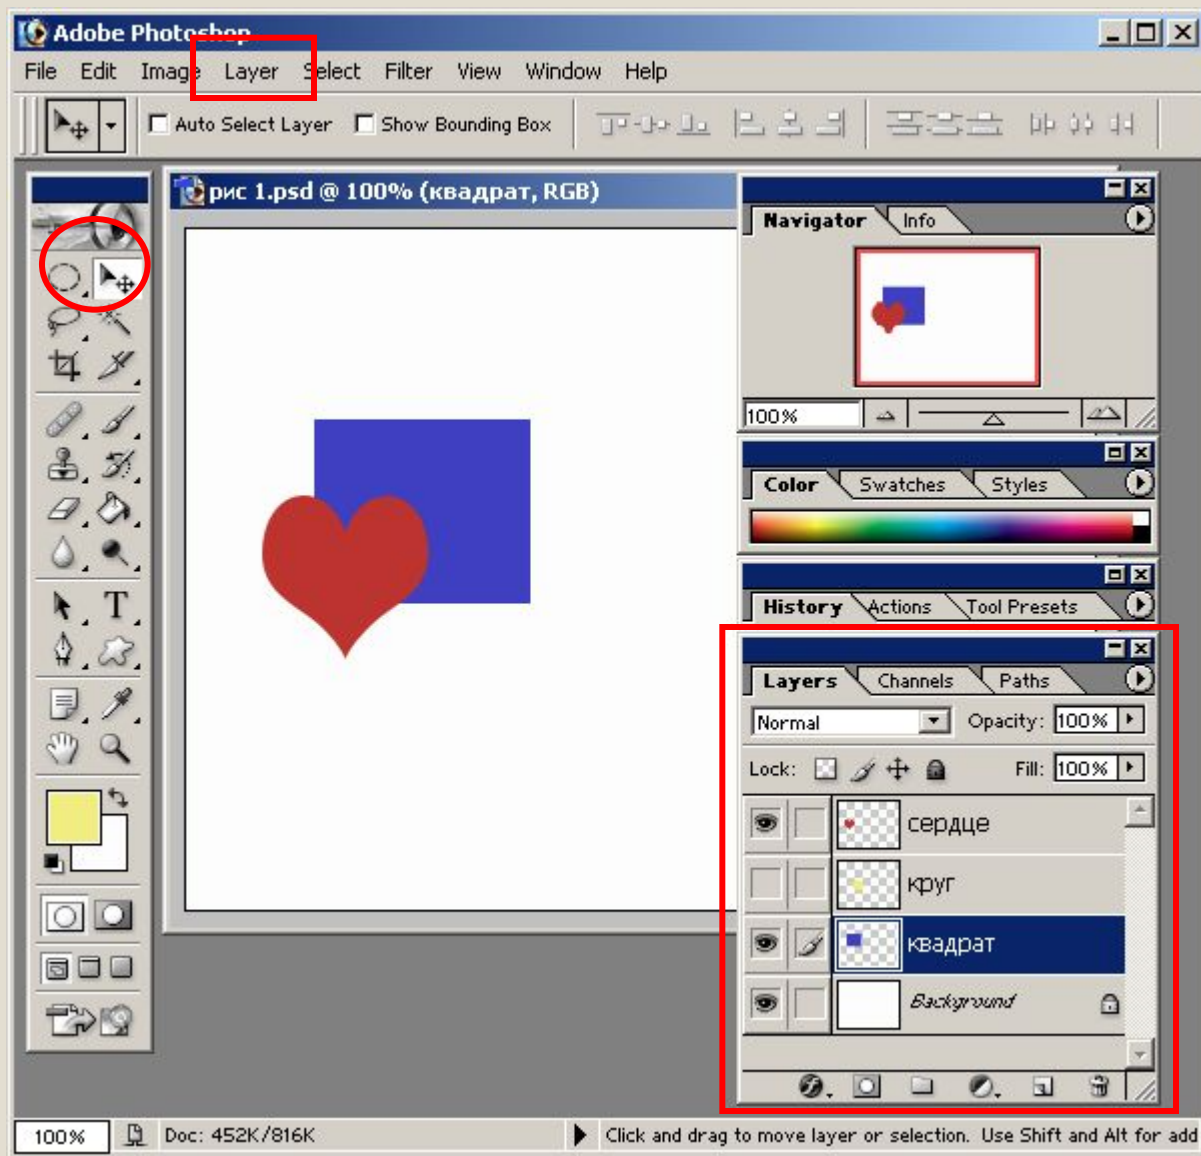 Adobe Photoshop
File Edit Image Layer Select Filter View Window Help
Auto Select Layer Show Bounding Box
рис 1.psd @ 100% (квадрат, RGB)
Navigator Info
100%
Color Swatches Styles
History Actions Tool Presets
Layers Channels Paths
Normal Opacity: 100%
Lock: Fill: 100%
сердце
круг
квадрат
Background
T
100% Doc: 452K/816K Click and drag to move layer or selection. Use Shift and Alt for add